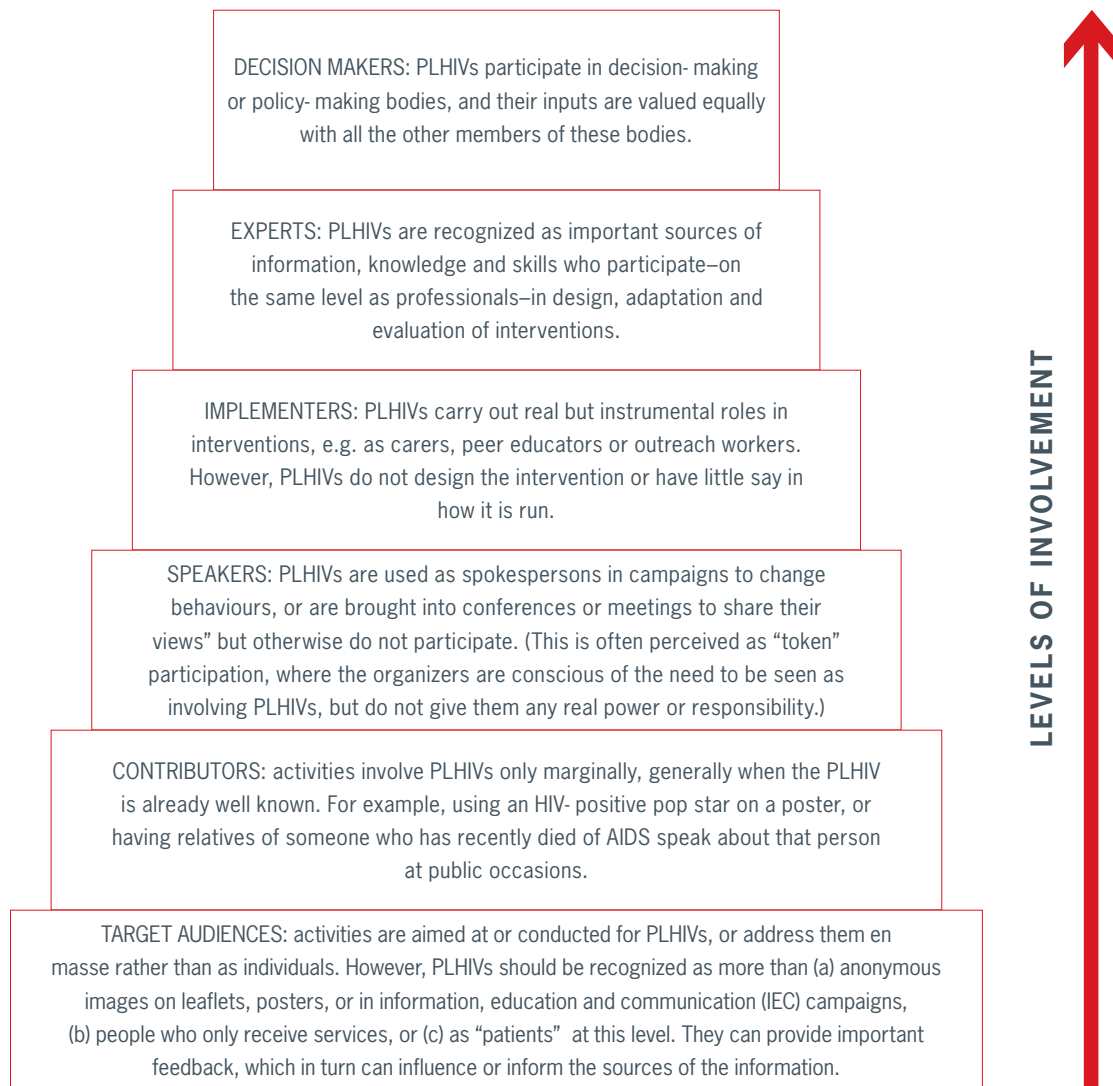 DECISION MAKERS: PLHIVs participate in decision- making
or policy- making bodies, and their inputs are valued equally
with all the other members of these bodies.
EXPERTS: PLHIVs are recognized as important sources of
information, knowledge and skills who participate–on
the same level as professionals–in design, adaptation and
evaluation of interventions.
IMPLEMENTERS: PLHIVs carry out real but instrumental roles in
interventions, e.g. as carers, peer educators or outreach workers.
However, PLHIVs do not design the intervention or have little say in
how it is run.
SPEAKERS: PLHIVs are used as spokespersons in campaigns to change
behaviours, or are brought into conferences or meetings to share their
views” but otherwise do not participate. (This is often perceived as “token”
participation, where the organizers are conscious of the need to be seen as
involving PLHIVs, but do not give them any real power or responsibility.)
CONTRIBUTORS: activities involve PLHIVs only marginally, generally when the PLHIV
is already well known. For example, using an HIV- positive pop star on a poster, or
having relatives of someone who has recently died of AIDS speak about that person
at public occasions.
TARGET AUDIENCES: activities are aimed at or conducted for PLHIVs, or address them en
masse rather than as individuals. However, PLHIVs should be recognized as more than (a) anonymous
images on leaflets, posters, or in information, education and communication (IEC) campaigns,
(b) people who only receive services, or (c) as “patients” at this level. They can provide important
feedback, which in turn can influence or inform the sources of the information.
LEVELS OF INVOLVEMENT